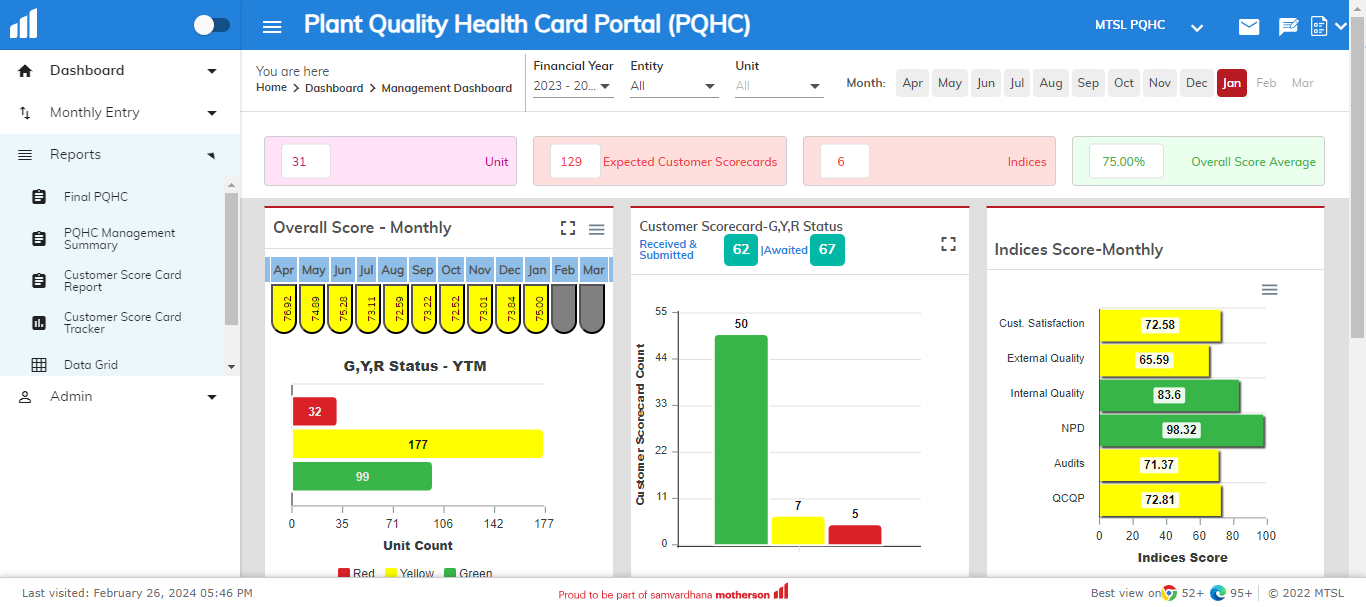 Plant Quality Health Card Portal (PQHC)
MTSL PQHC
Dashboard
Monthly Entry
Reports
Final PQHC
PQHC Management
Summary
Customer Score Card
Report
Customer Score Card
Tracker
Data Grid
Admin
You are here
Home > Dashboard > Management Dashboard
Financial Year
2023 - 20...
Entity
All
Unit
All
Month: Apr May Jun Jul Aug Sep Oct Nov Dec Jan Feb Mar
31 Unit
129 Expected Customer Scorecards
6 Indices
75.00% Overall Score Average
Overall Score - Monthly
Apr May Jun Jul Aug Sep Oct Nov Dec Jan Feb Mar
76.92 74.89 75.28 73.11 72.59 73.22 72.52 73.01 73.84 75.00
G,Y,R Status - YTM
32
177
99
0 35 71 106 142 177
Unit Count
Red Yellow Green
Customer Scorecard-G,Y,R Status
Received &
Submitted
62 |Awaited 67
Customer Scorecard Count
55
44
33
22
11
0
50
7
5
Indices Score-Monthly
Cust. Satisfaction 72.58
External Quality 65.59
Internal Quality 83.6
NPD 98.32
Audits 71.37
QCQP 72.81
0 20 40 60 80 100
Indices Score
Last visited: February 26, 2024 05:46 PM
Proud to be part of samvardhana motherson
Best view on 52+ 95+ | © 2022 MTSL